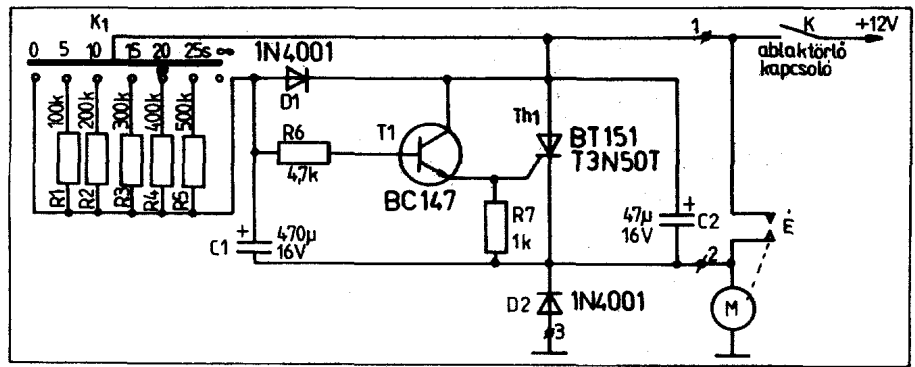 K1
0 5 10 15 20 25s ∞
1N4001
D1
100k
200k
300k
400k
500k
R1
R2
R3
R4
R5
R6
4,7k
T1
BC147
Th1
BT151
T3N50T
R7
1k
+
C1
470µ
16V
47µ
16V
+
C2
D2
1N4001
1
2
3
K
+12V
ablaktörlő
kapcsoló
É
M